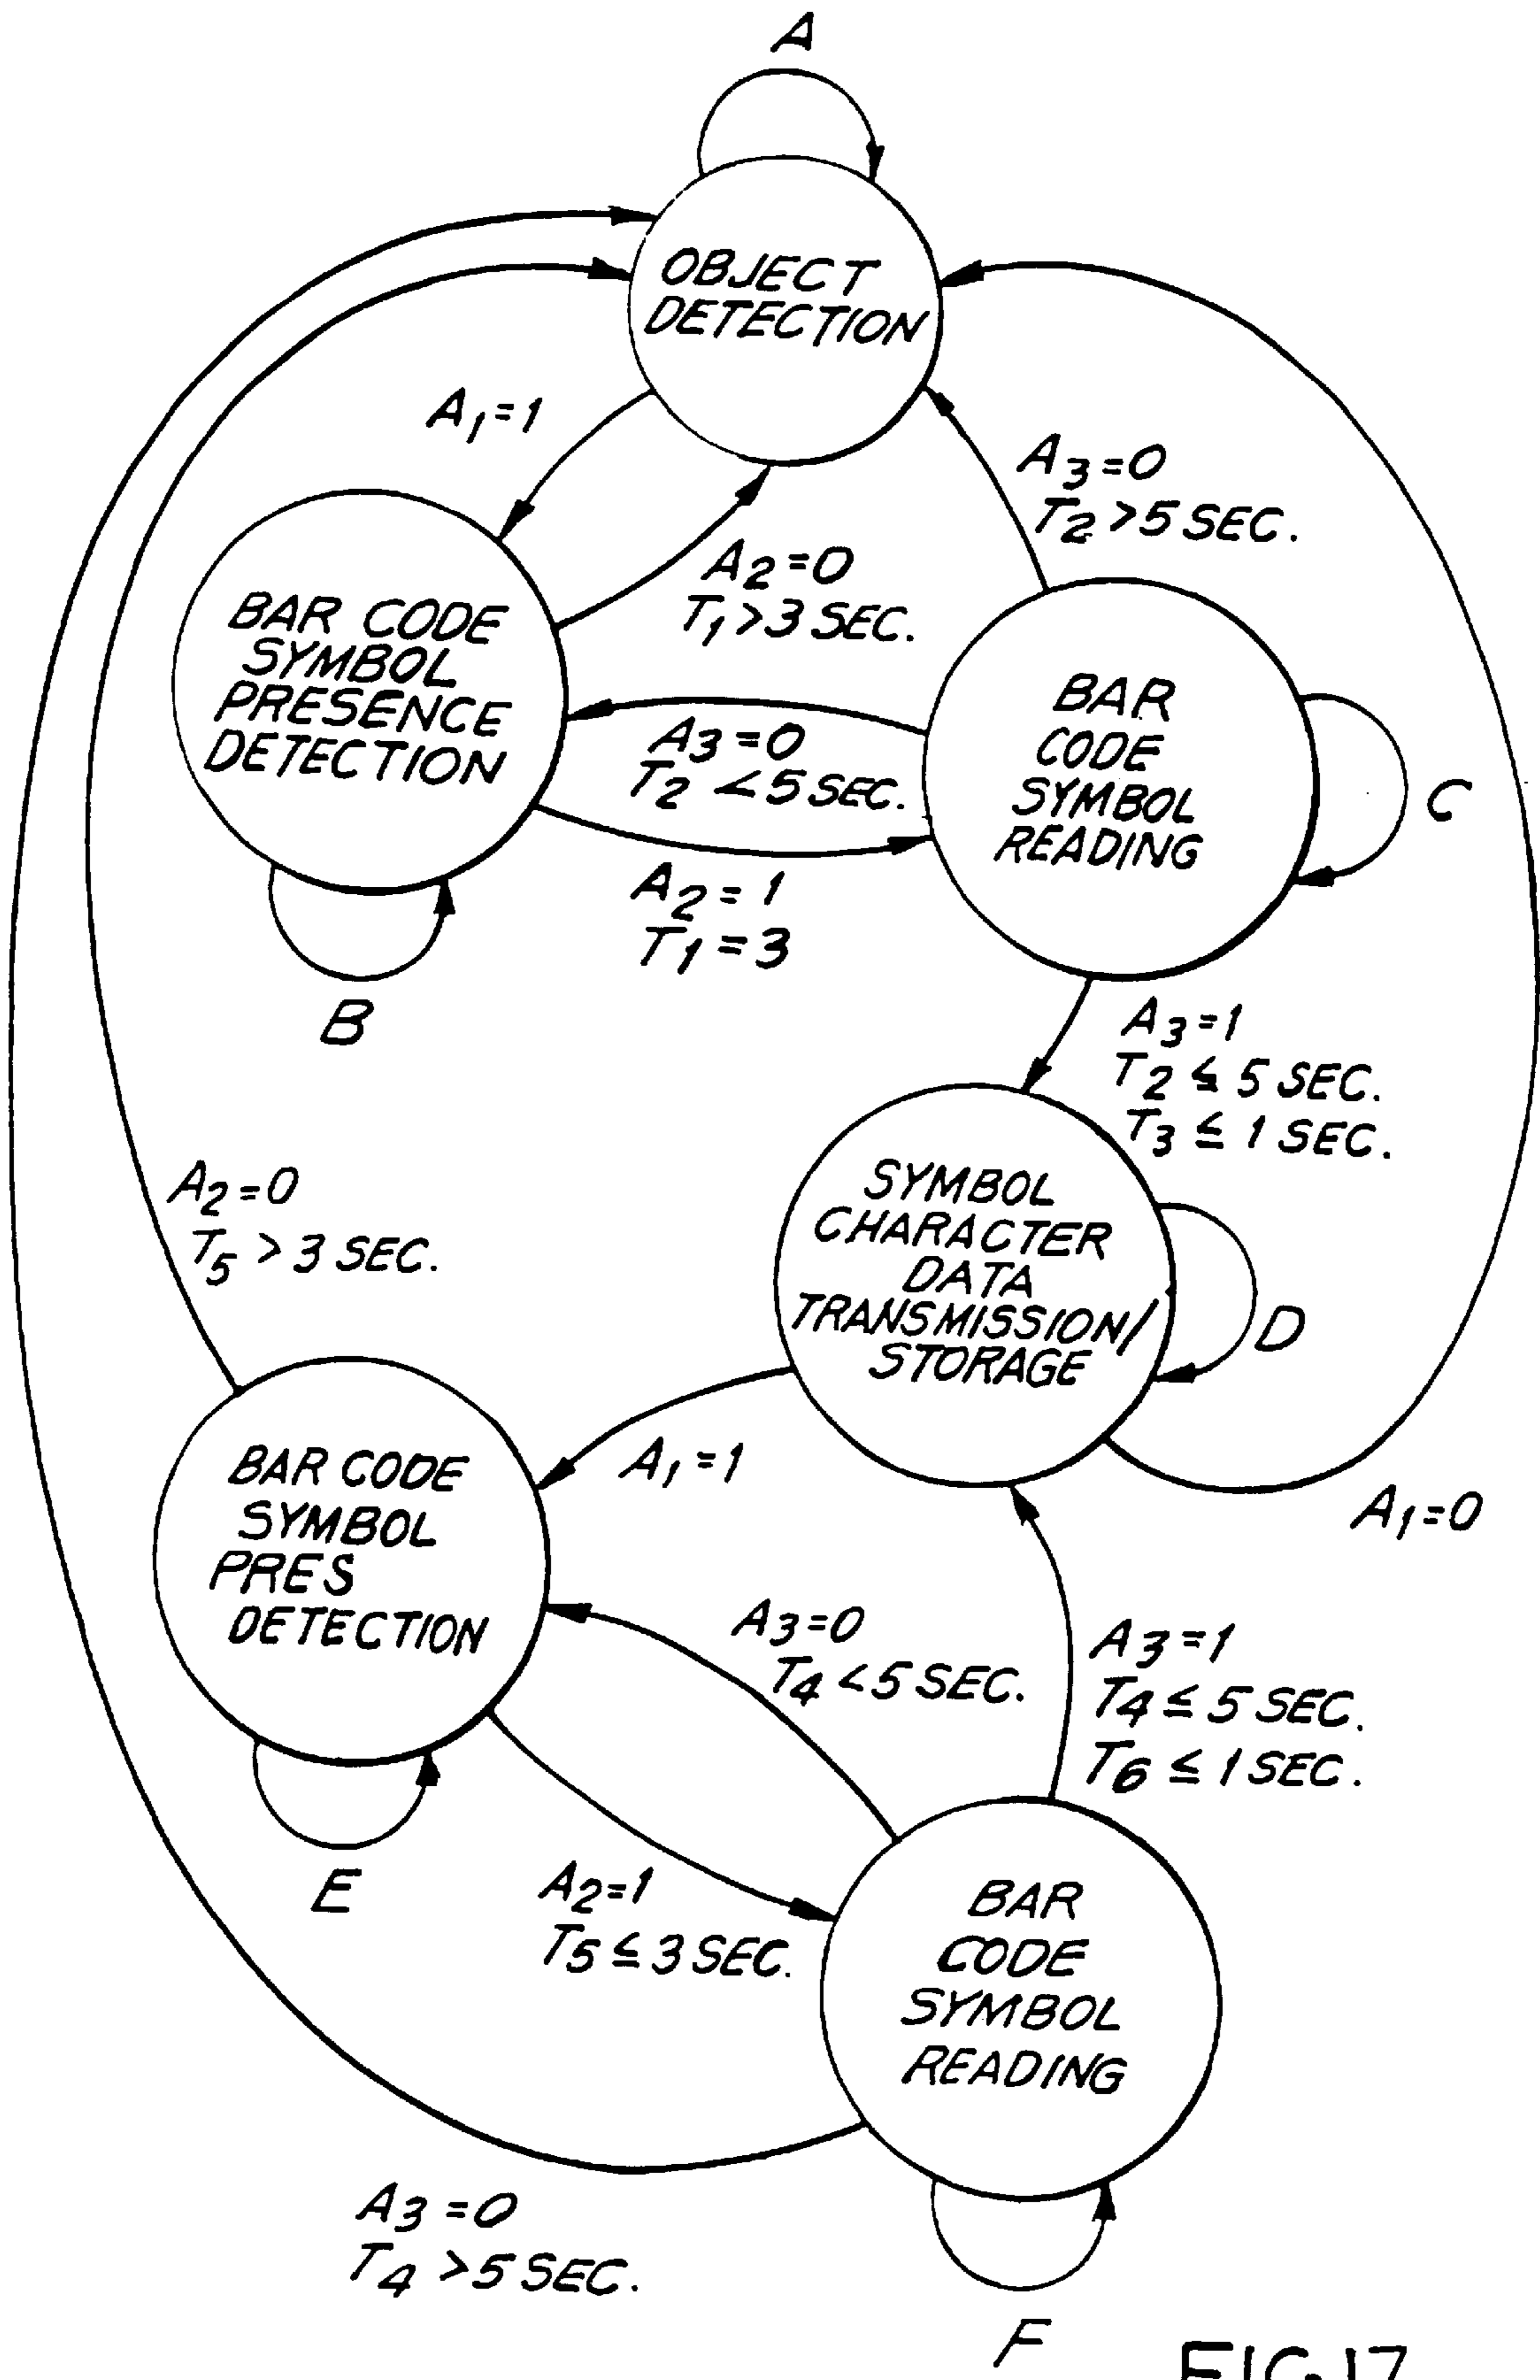 A
OBJECT
DETECTION
A1=1
A3=0
T2>5 SEC.
A2=0
T1>3 SEC.
BAR CODE
SYMBOL
PRESENCE
DETECTION
A3=0
T2<5 SEC.
BAR
CODE
SYMBOL
READING
C
A2=1
T1=3
B
A3=1
T2≤5 SEC.
T3≤1 SEC.
A2=0
T5>3 SEC.
SYMBOL
CHARACTER
DATA
TRANSMISSION/
STORAGE
D
A1=1
A1=0
BAR CODE
SYMBOL
PRES
DETECTION
A3=0
T4<5 SEC.
A3=1
T4≤5 SEC.
T6≤1 SEC.
E
A2=1
T5≤3 SEC.
BAR
CODE
SYMBOL
READING
A3=0
T4>5 SEC.
F
FIG.17